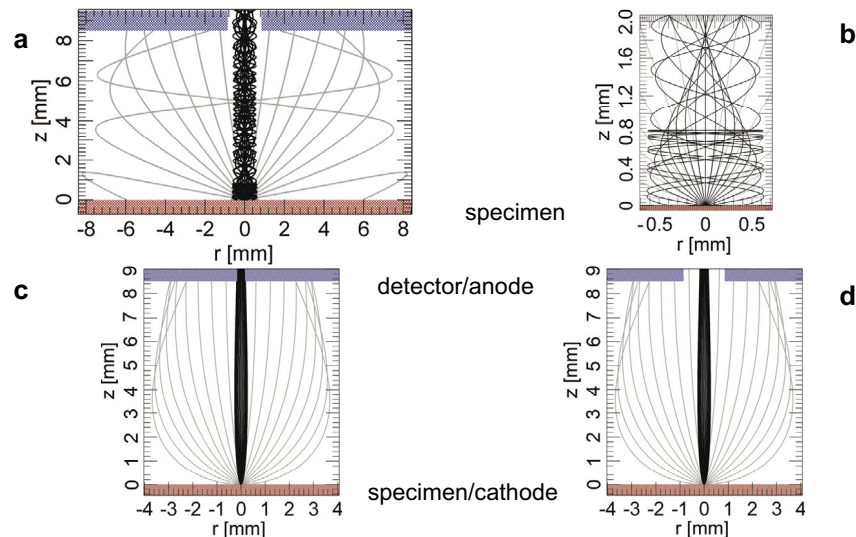 a
z [mm]
8
6
4
2
0
-8 -6 -4 -2 0 2 4 6 8
r [mm]
b
z [mm]
2.0
1.6
1.2
0.8
0.4
0
-0.5 0 0.5
r [mm]
specimen
c
z [mm]
9
8
7
6
5
4
3
2
1
0
-4 -3 -2 -1 0 1 2 3 4
r [mm]
detector/anode
d
z [mm]
9
8
7
6
5
4
3
2
1
0
-4 -3 -2 -1 0 1 2 3 4
r [mm]
specimen/cathode